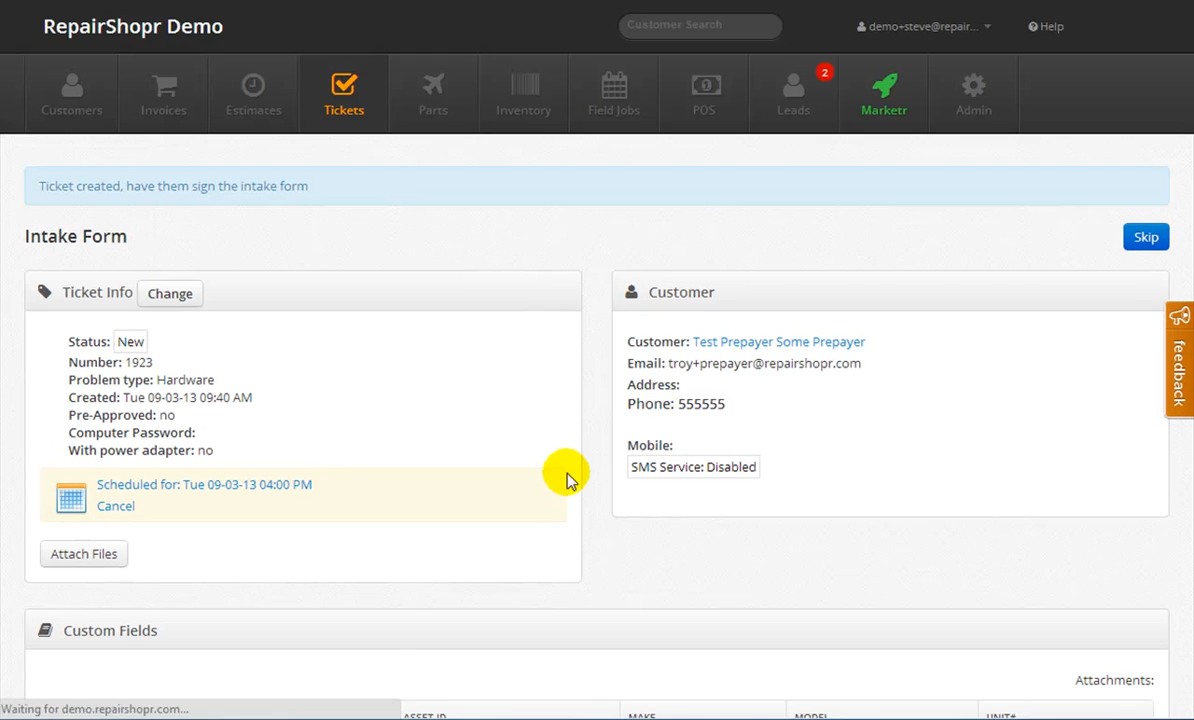 RepairShopr Demo
Customer Search
demo+steve@repair...
Help
Customers
Invoices
Estimates
Tickets
Parts
Inventory
Field Jobs
POS
Leads
2
Marketr
Admin
Ticket created, have them sign the intake form
Intake Form
Skip
Ticket Info
Change
Status: New
Number: 1923
Problem type: Hardware
Created: Tue 09-03-13 09:40 AM
Pre-Approved: no
Computer Password:
With power adapter: no
Scheduled for: Tue 09-03-13 04:00 PM
Cancel
Attach Files
Customer
Customer: Test Prepayer Some Prepayer
Email: troy+prepayer@repairshopr.com
Address:
Phone: 555555
Mobile:
SMS Service: Disabled
feedback
Custom Fields
Attachments:
ASSET ID
MAKE
MODEL
UNIT#
Waiting for demo.repairshopr.com...